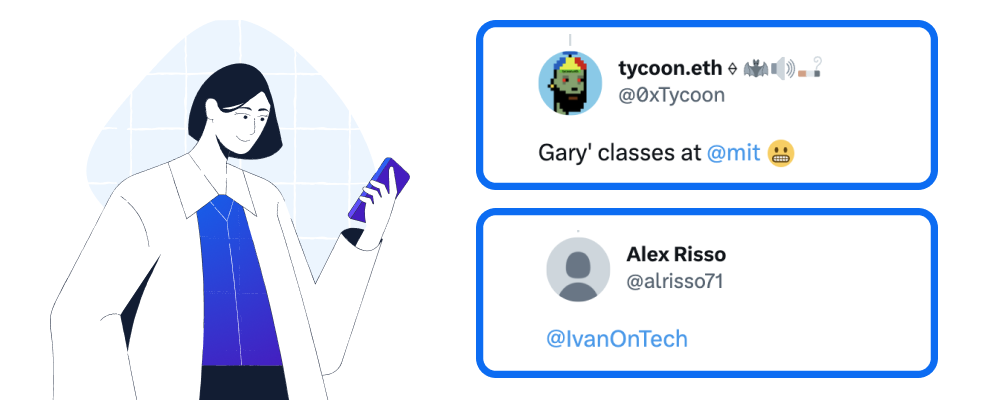 tycoon.eth ⟠ 🦇🔊🚬
@0xTycoon
Gary' classes at @mit 😬
Alex Risso
@alrisso71
@IvanOnTech